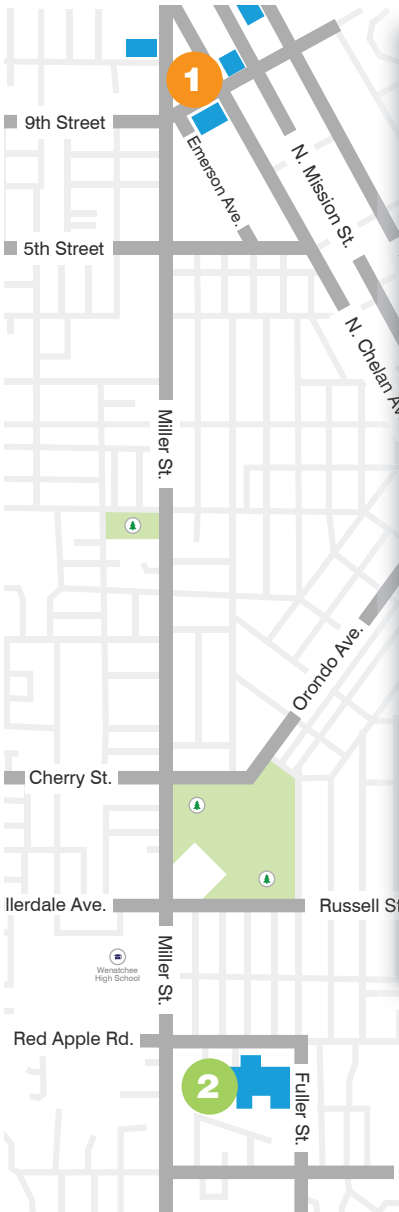 1
9th Street
Emerson Ave.
N. Mission St.
5th Street
N. Chelan Av
Miller St.
Orondo Ave.
Cherry St.
llerdale Ave.
Russell St
Wenatchee
High School
Miller St.
Red Apple Rd.
2
Fuller St.